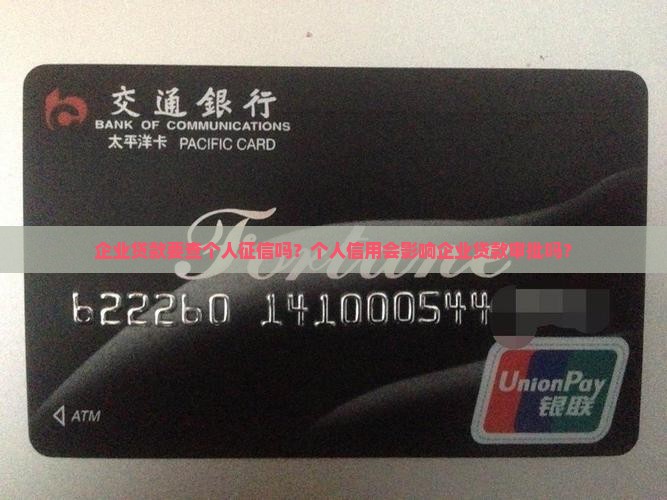 交通銀行
BANK OF COMMUNICATIONS
太平洋卡 PACIFIC CARD
企业贷款要查个人征信吗？个人信用会影响企业贷款审批吗？
Fortune
622260 141000544
UnionPay
银联
ATM